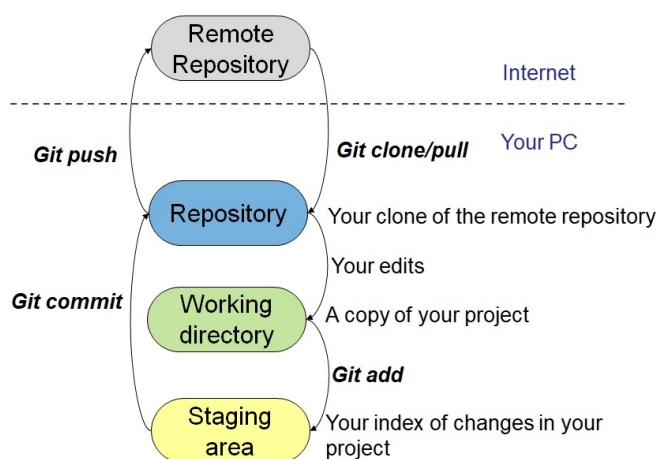 Remote
Repository
Internet
Your PC
Git push
Git clone/pull
Repository
Your clone of the remote repository
Your edits
Git commit
Working
directory
A copy of your project
Git add
Staging
area
Your index of changes in your
project